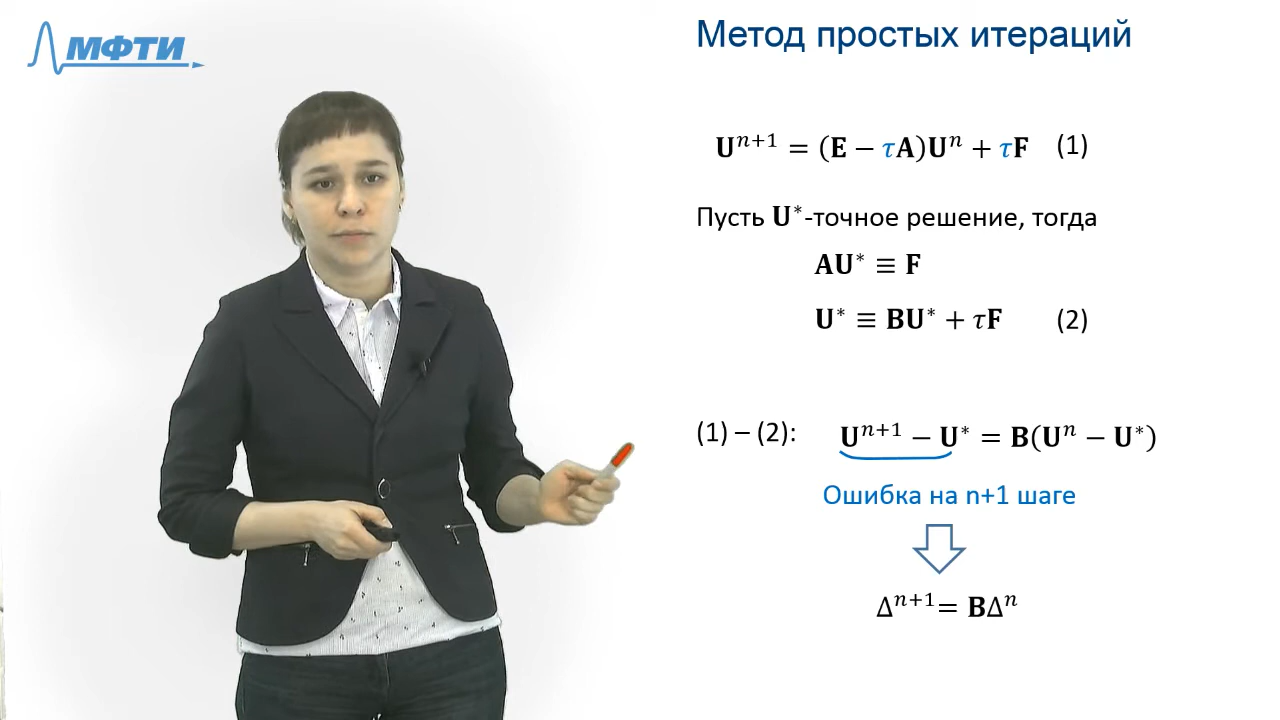 МФТИ
Метод простых итераций
𝐔ⁿ⁺¹ = (𝐄 − τ𝐀)𝐔ⁿ + τ𝐅 (1)
Пусть 𝐔*-точное решение, тогда
𝐀𝐔* ≡ 𝐅
𝐔* ≡ 𝐁𝐔* + τ𝐅 (2)
(1) – (2): 𝐔ⁿ⁺¹ − 𝐔* = 𝐁(𝐔ⁿ − 𝐔*)
Ошибка на n+1 шаге
Δⁿ⁺¹= 𝐁Δⁿ